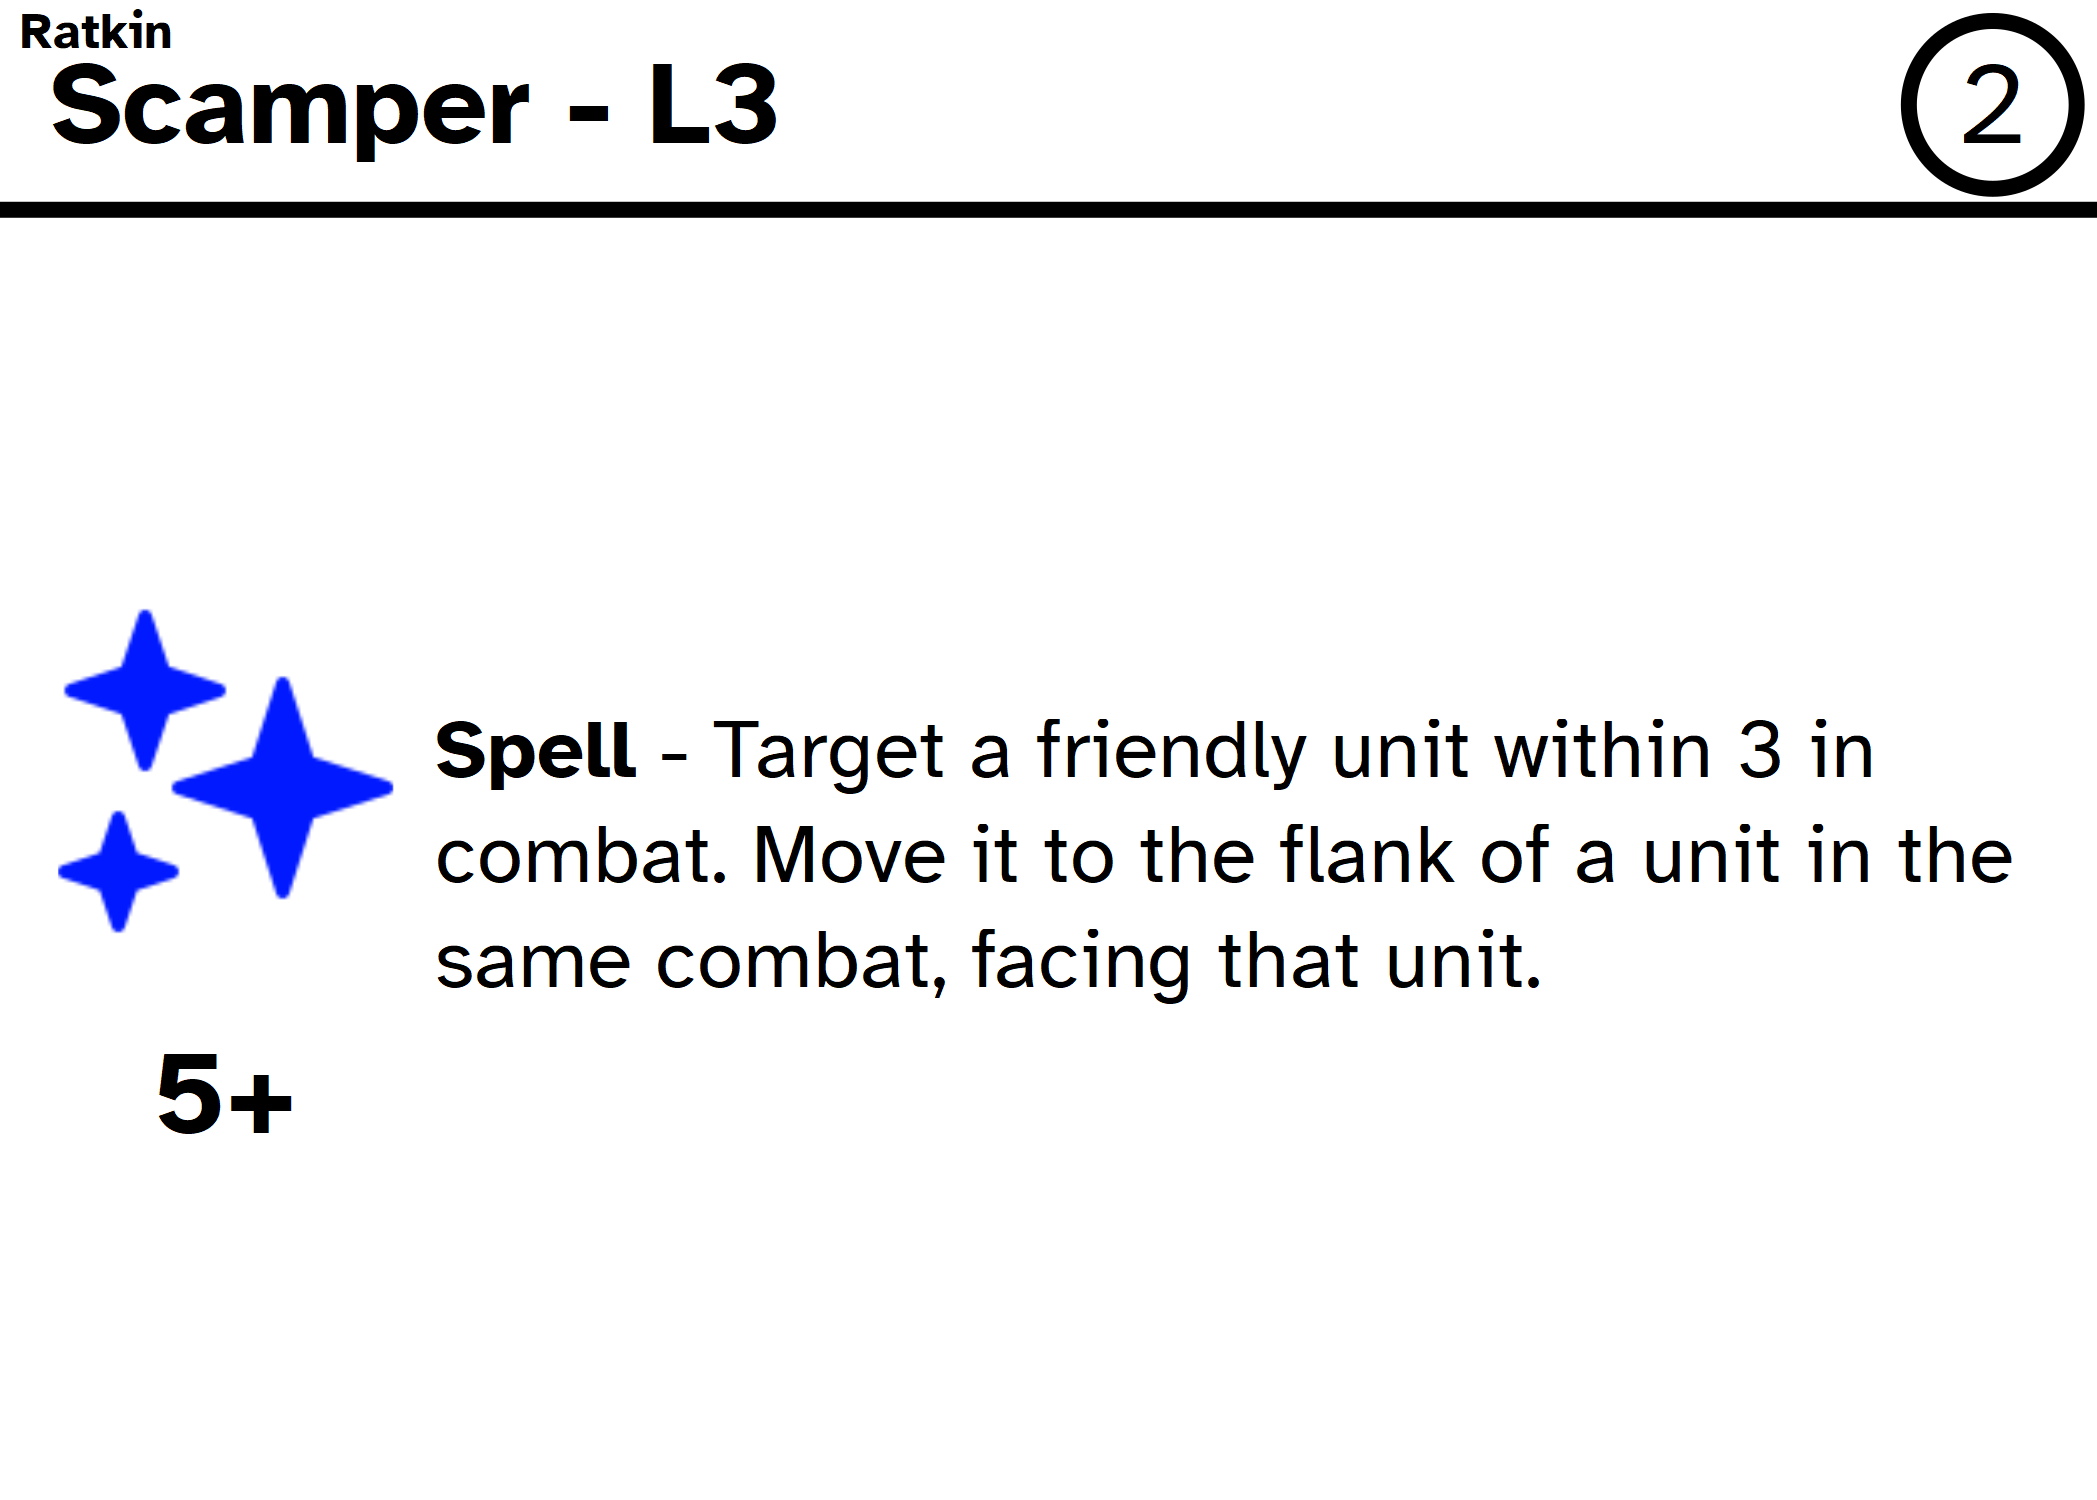 Ratkin
Scamper - L3
2
Spell - Target a friendly unit within 3 in
combat. Move it to the flank of a unit in the
same combat, facing that unit.
5+